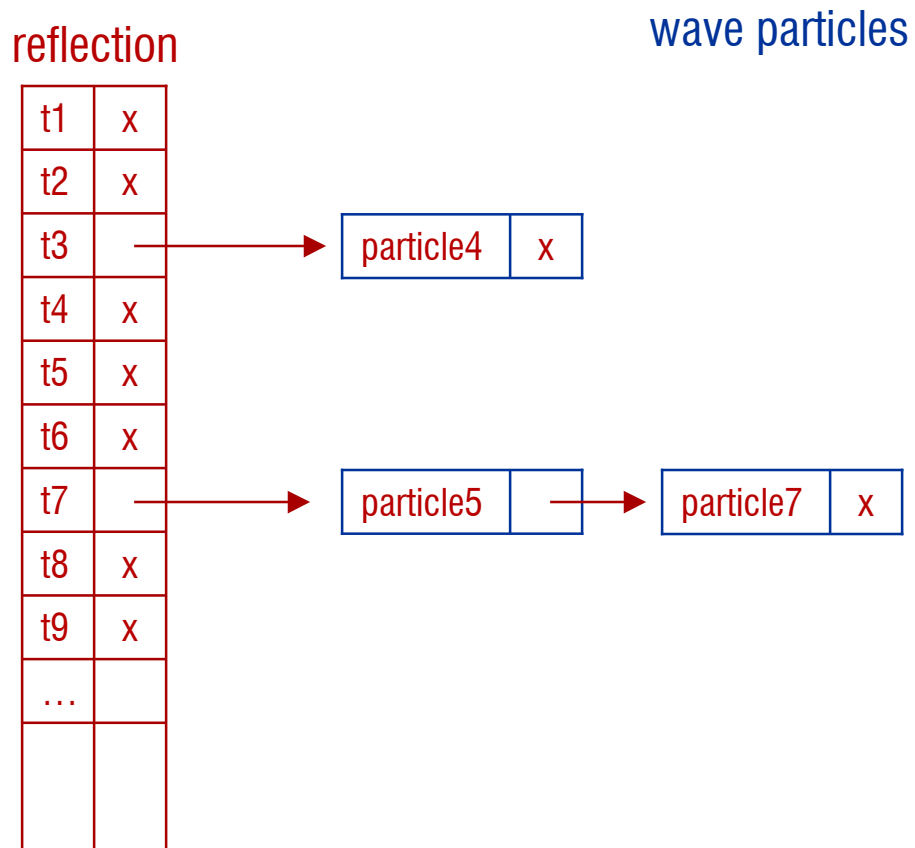 wave particles
reflection
t1 x
t2 x
t3 particle4 x
t4 x
t5 x
t6 x
t7 particle5 particle7 x
t8 x
t9 x
...